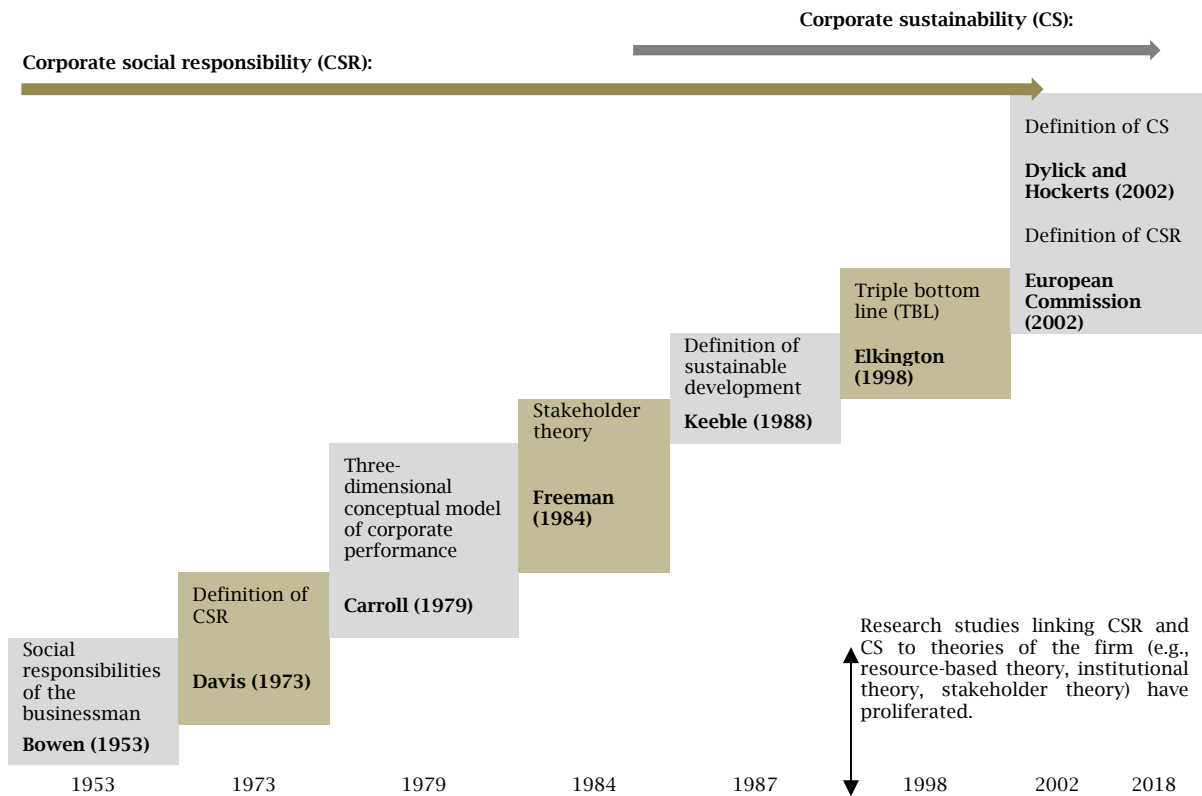 Corporate sustainability (CS):
Corporate social responsibility (CSR):
Definition of CS
Dylick and
Hockerts (2002)
Definition of CSR
European
Commission
(2002)
Triple bottom
line (TBL)
Elkington
(1998)
Definition of
sustainable
development
Keeble (1988)
Stakeholder
theory
Freeman
(1984)
Three-
dimensional
conceptual model
of corporate
performance
Carroll (1979)
Definition of
CSR
Davis (1973)
Social
responsibilities
of the
businessman
Bowen (1953)
Research studies linking CSR and
CS to theories of the firm (e.g.,
resource-based theory, institutional
theory, stakeholder theory) have
proliferated.
1953 1973 1979 1984 1987 1998 2002 2018